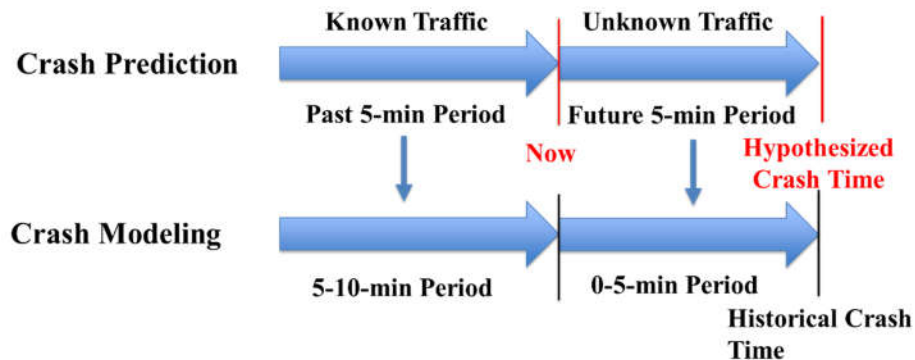 Known Traffic
Unknown Traffic
Crash Prediction
Past 5-min Period
Future 5-min Period
Now
Hypothesized
Crash Time
Crash Modeling
5-10-min Period
0-5-min Period
Historical Crash
Time